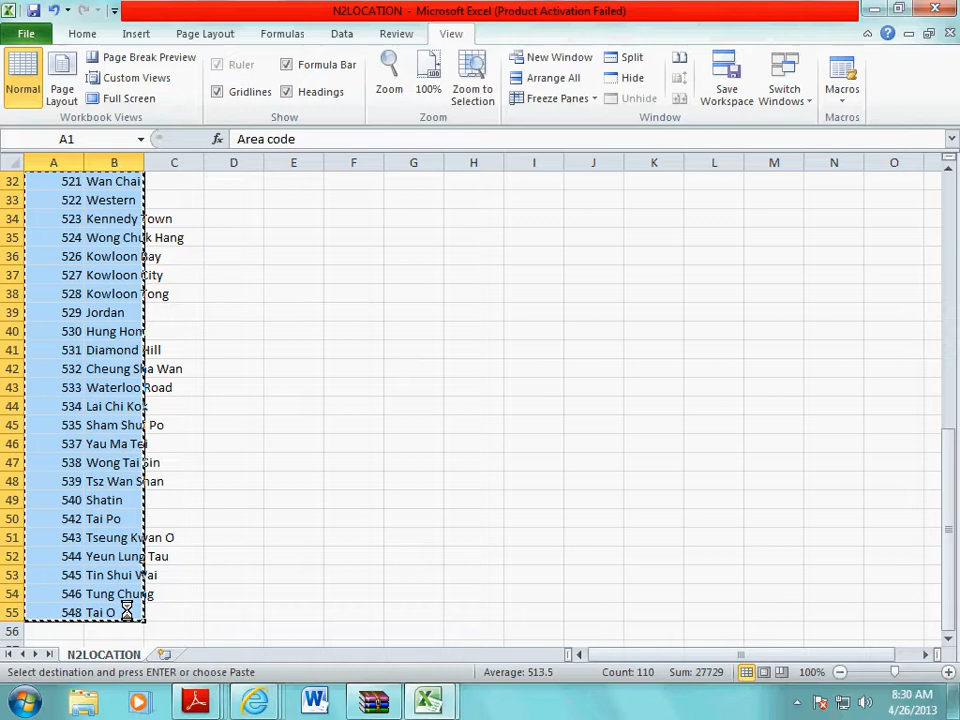 N2LOCATION - Microsoft Excel (Product Activation Failed)
File Home Insert Page Layout Formulas Data Review View
Normal
Page Layout
Page Break Preview
Custom Views
Full Screen
Workbook Views
Ruler
Formula Bar
Gridlines
Headings
Show
Zoom
100%
Zoom to Selection
Zoom
New Window
Arrange All
Freeze Panes
Split
Hide
Unhide
Save Workspace
Switch Windows
Window
Macros
Macros
A1 fx Area code
A B C D E F G H I J K L M N O
32 521 Wan Chai
33 522 Western
34 523 Kennedy Town
35 524 Wong Chuk Hang
36 526 Kowloon Bay
37 527 Kowloon City
38 528 Kowloon Tong
39 529 Jordan
40 530 Hung Hom
41 531 Diamond Hill
42 532 Cheung Sha Wan
43 533 Waterloo Road
44 534 Lai Chi Kok
45 535 Sham Shui Po
46 537 Yau Ma Tei
47 538 Wong Tai Sin
48 539 Tsz Wan Shan
49 540 Shatin
50 542 Tai Po
51 543 Tseung Kwan O
52 544 Yeun Lung Tau
53 545 Tin Shui Wai
54 546 Tung Chung
55 548 Tai O
56
N2LOCATION
Select destination and press ENTER or choose Paste Average: 513.5 Count: 110 Sum: 27729 100%
8:30 AM
4/26/2013